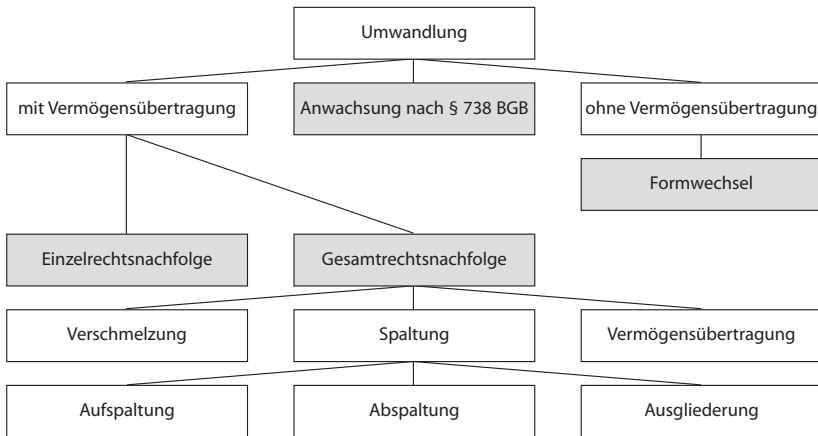 Umwandlung
mit Vermögensübertragung
Anwachsung nach § 738 BGB
ohne Vermögensübertragung
Formwechsel
Einzelrechtsnachfolge
Gesamtrechtsnachfolge
Verschmelzung
Spaltung
Vermögensübertragung
Aufspaltung
Abspaltung
Ausgliederung